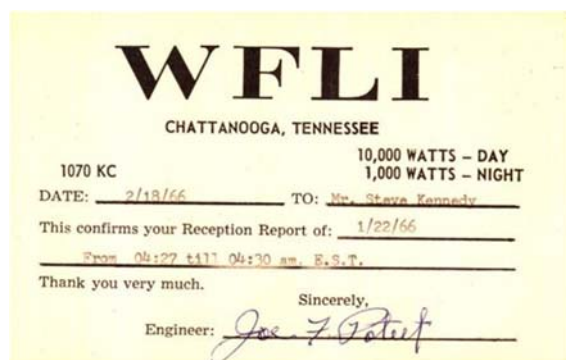 WFLI
CHATTANOOGA, TENNESSEE
10,000 WATTS – DAY
1070 KC 1,000 WATTS – NIGHT
DATE: 2/18/66 TO: Mr. Steve Kennedy
This confirms your Reception Report of: 1/22/66
From 04:27 till 04:30 am. E.S.T.
Thank you very much.
Sincerely,
Engineer: Joe F. Poteet